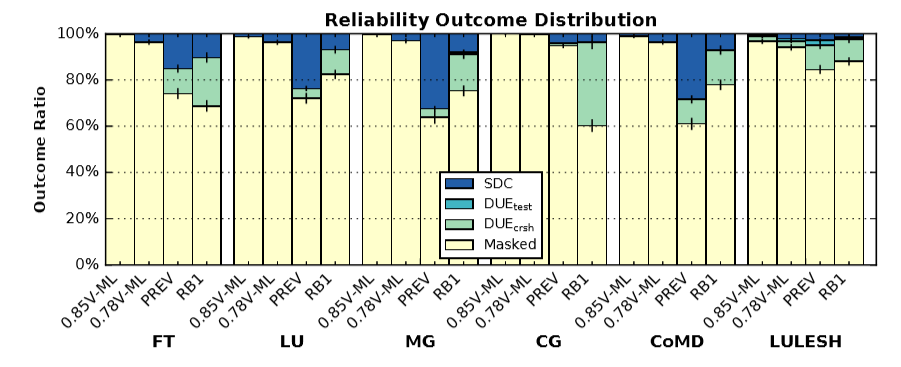 Reliability Outcome Distribution
Outcome Ratio
100%
80%
60%
40%
20%
0%
SDC
DUEtest
DUEcrsh
Masked
0.85V-ML 0.78V-ML PREV RB1 0.85V-ML 0.78V-ML PREV RB1 0.85V-ML 0.78V-ML PREV RB1 0.85V-ML 0.78V-ML PREV RB1 0.85V-ML 0.78V-ML PREV RB1 0.85V-ML 0.78V-ML PREV RB1
FT LU MG CG CoMD LULESH